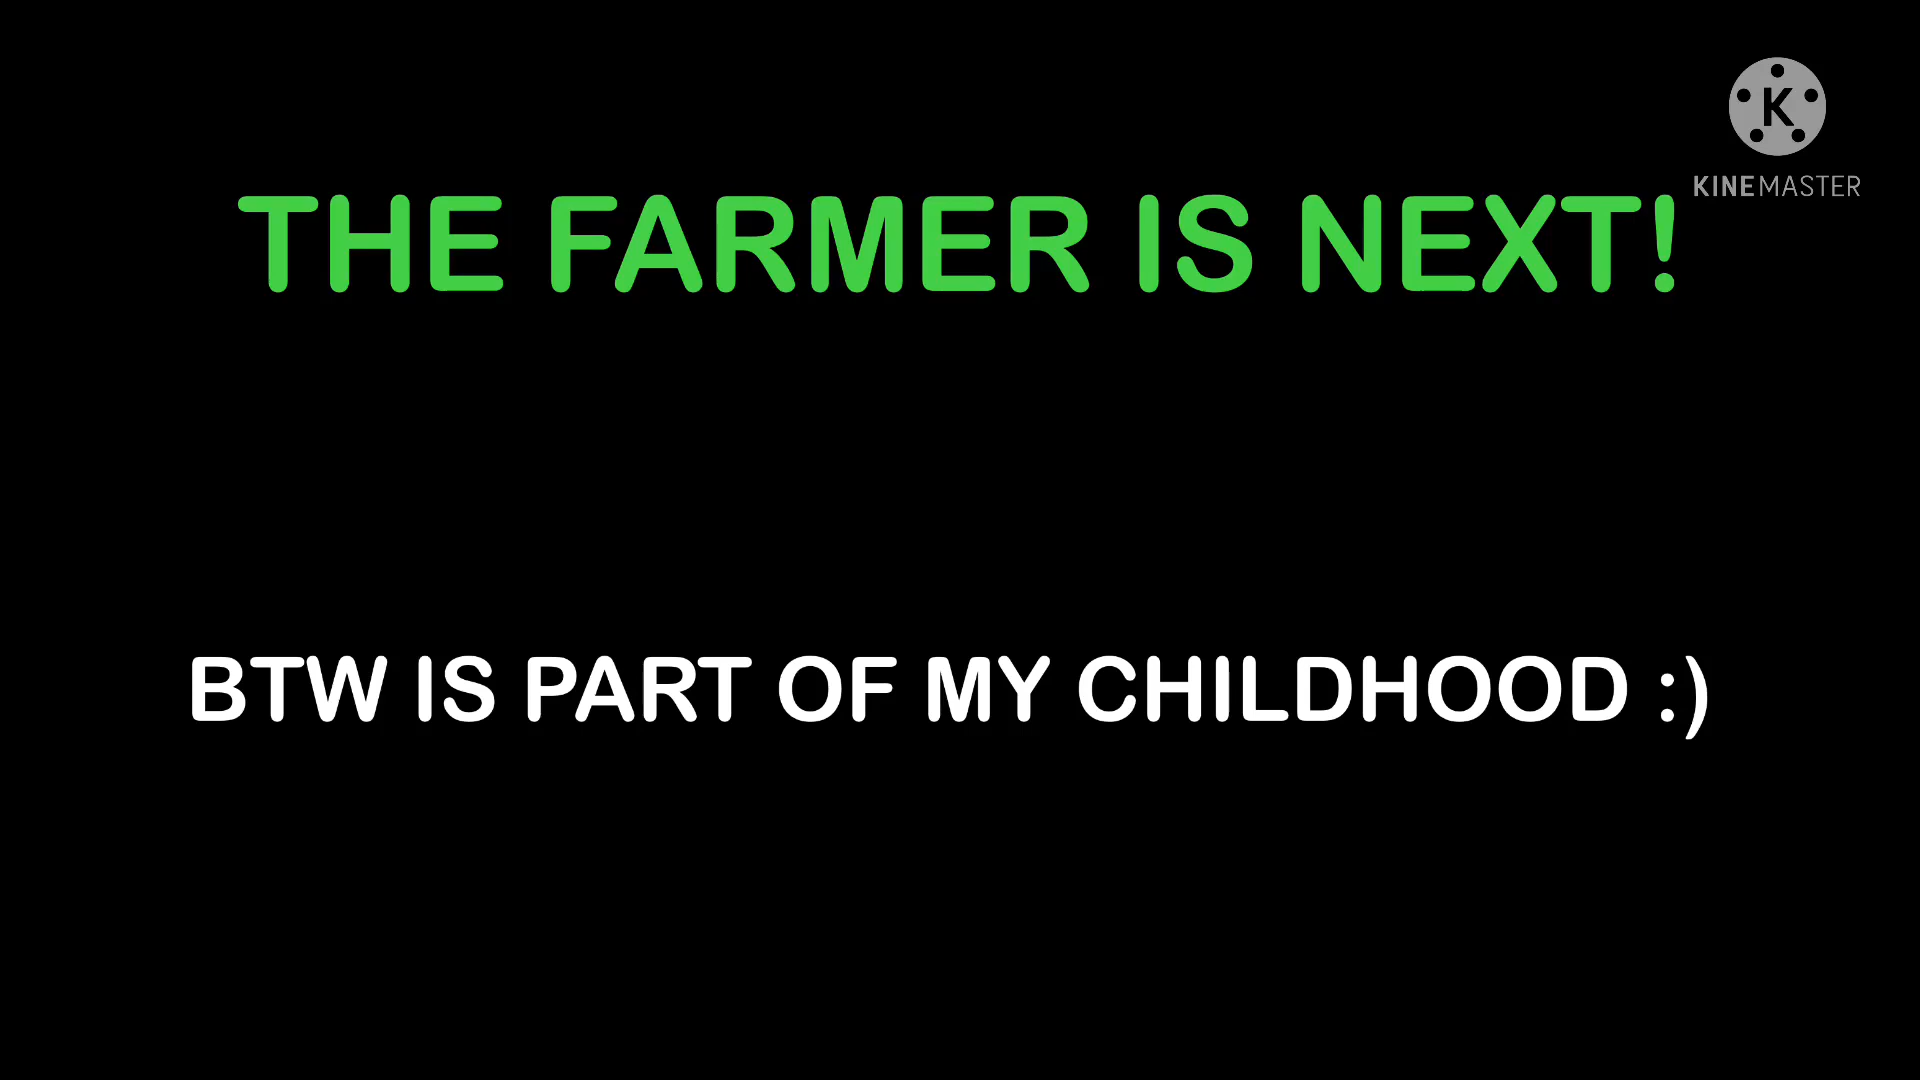 K
KINEMASTER
THE FARMER IS NEXT!
BTW IS PART OF MY CHILDHOOD :)